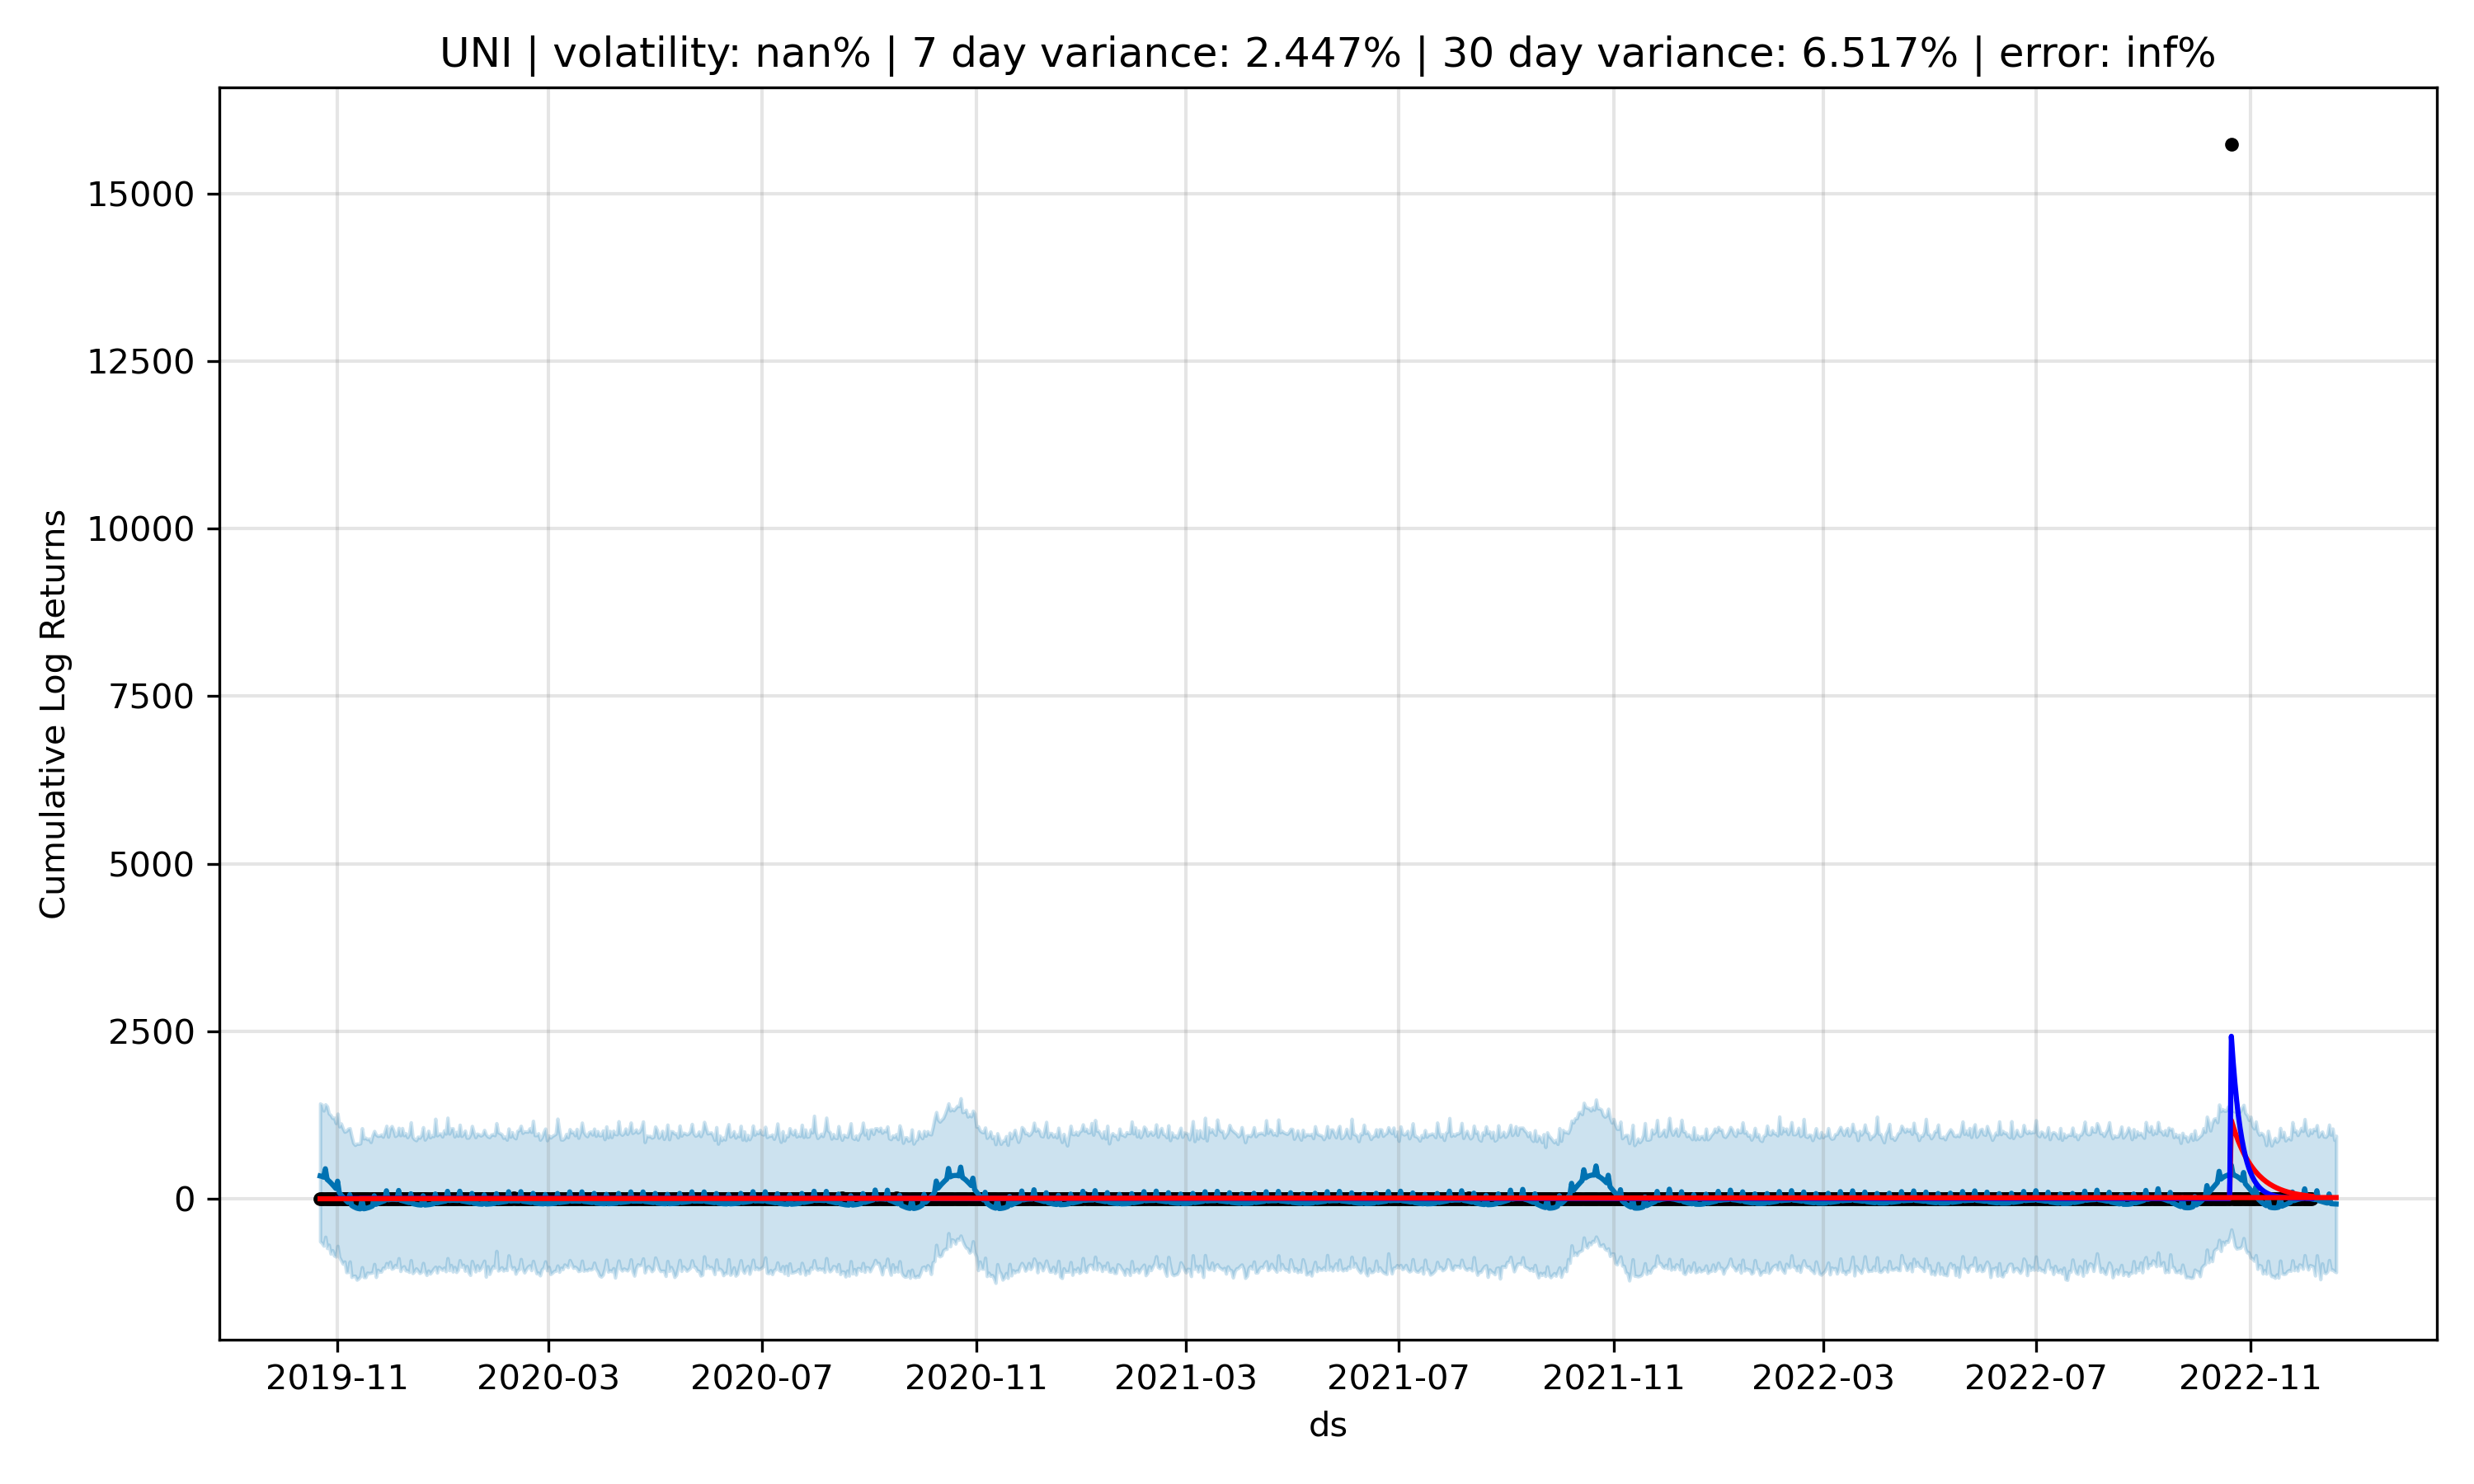 UNI | volatility: nan% | 7 day variance: 2.447% | 30 day variance: 6.517% | error: inf%
Cumulative Log Returns
15000
12500
10000
7500
5000
2500
0
2019-11 2020-03 2020-07 2020-11 2021-03 2021-07 2021-11 2022-03 2022-07 2022-11
ds